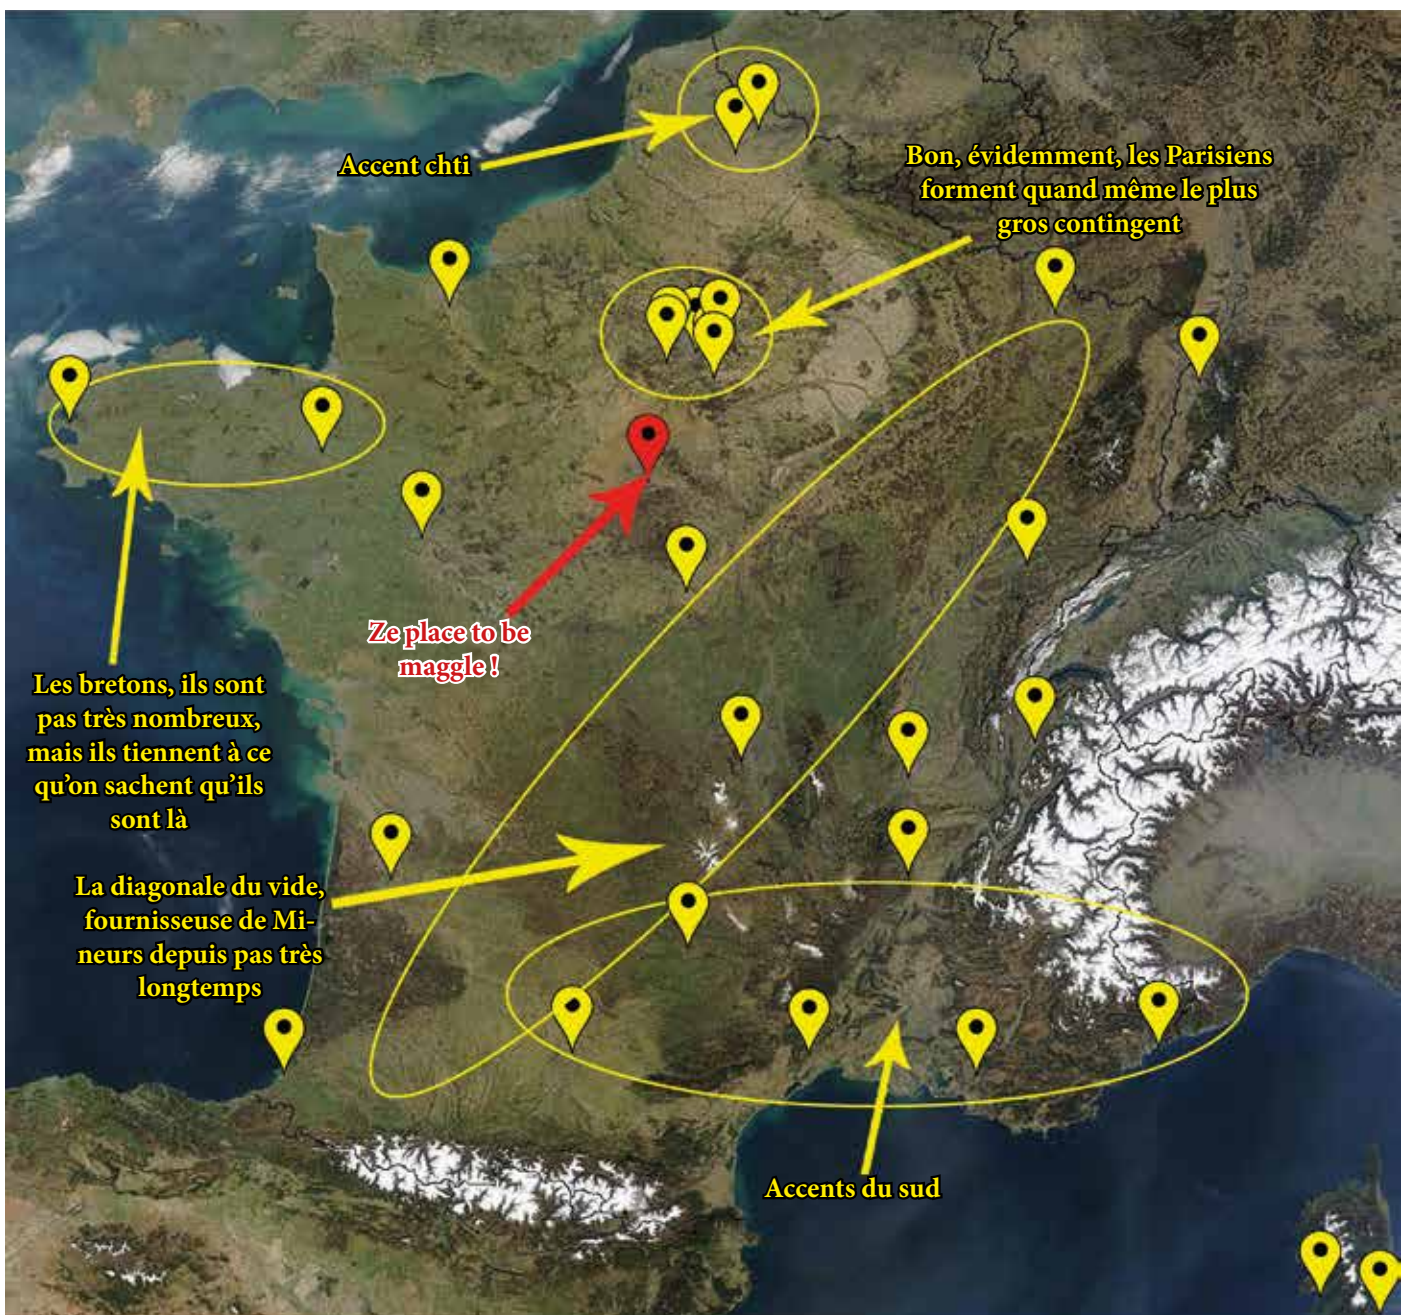 Accent chti
Bon, évidemment, les Parisiens
forment quand même le plus
gros contingent
Ze place to be
maggle !
Les bretons, ils sont
pas très nombreux,
mais ils tiennent à ce
qu'on sachent qu'ils
sont là
La diagonale du vide,
fournisseuse de Mi-
neurs depuis pas très
longtemps
Accents du sud